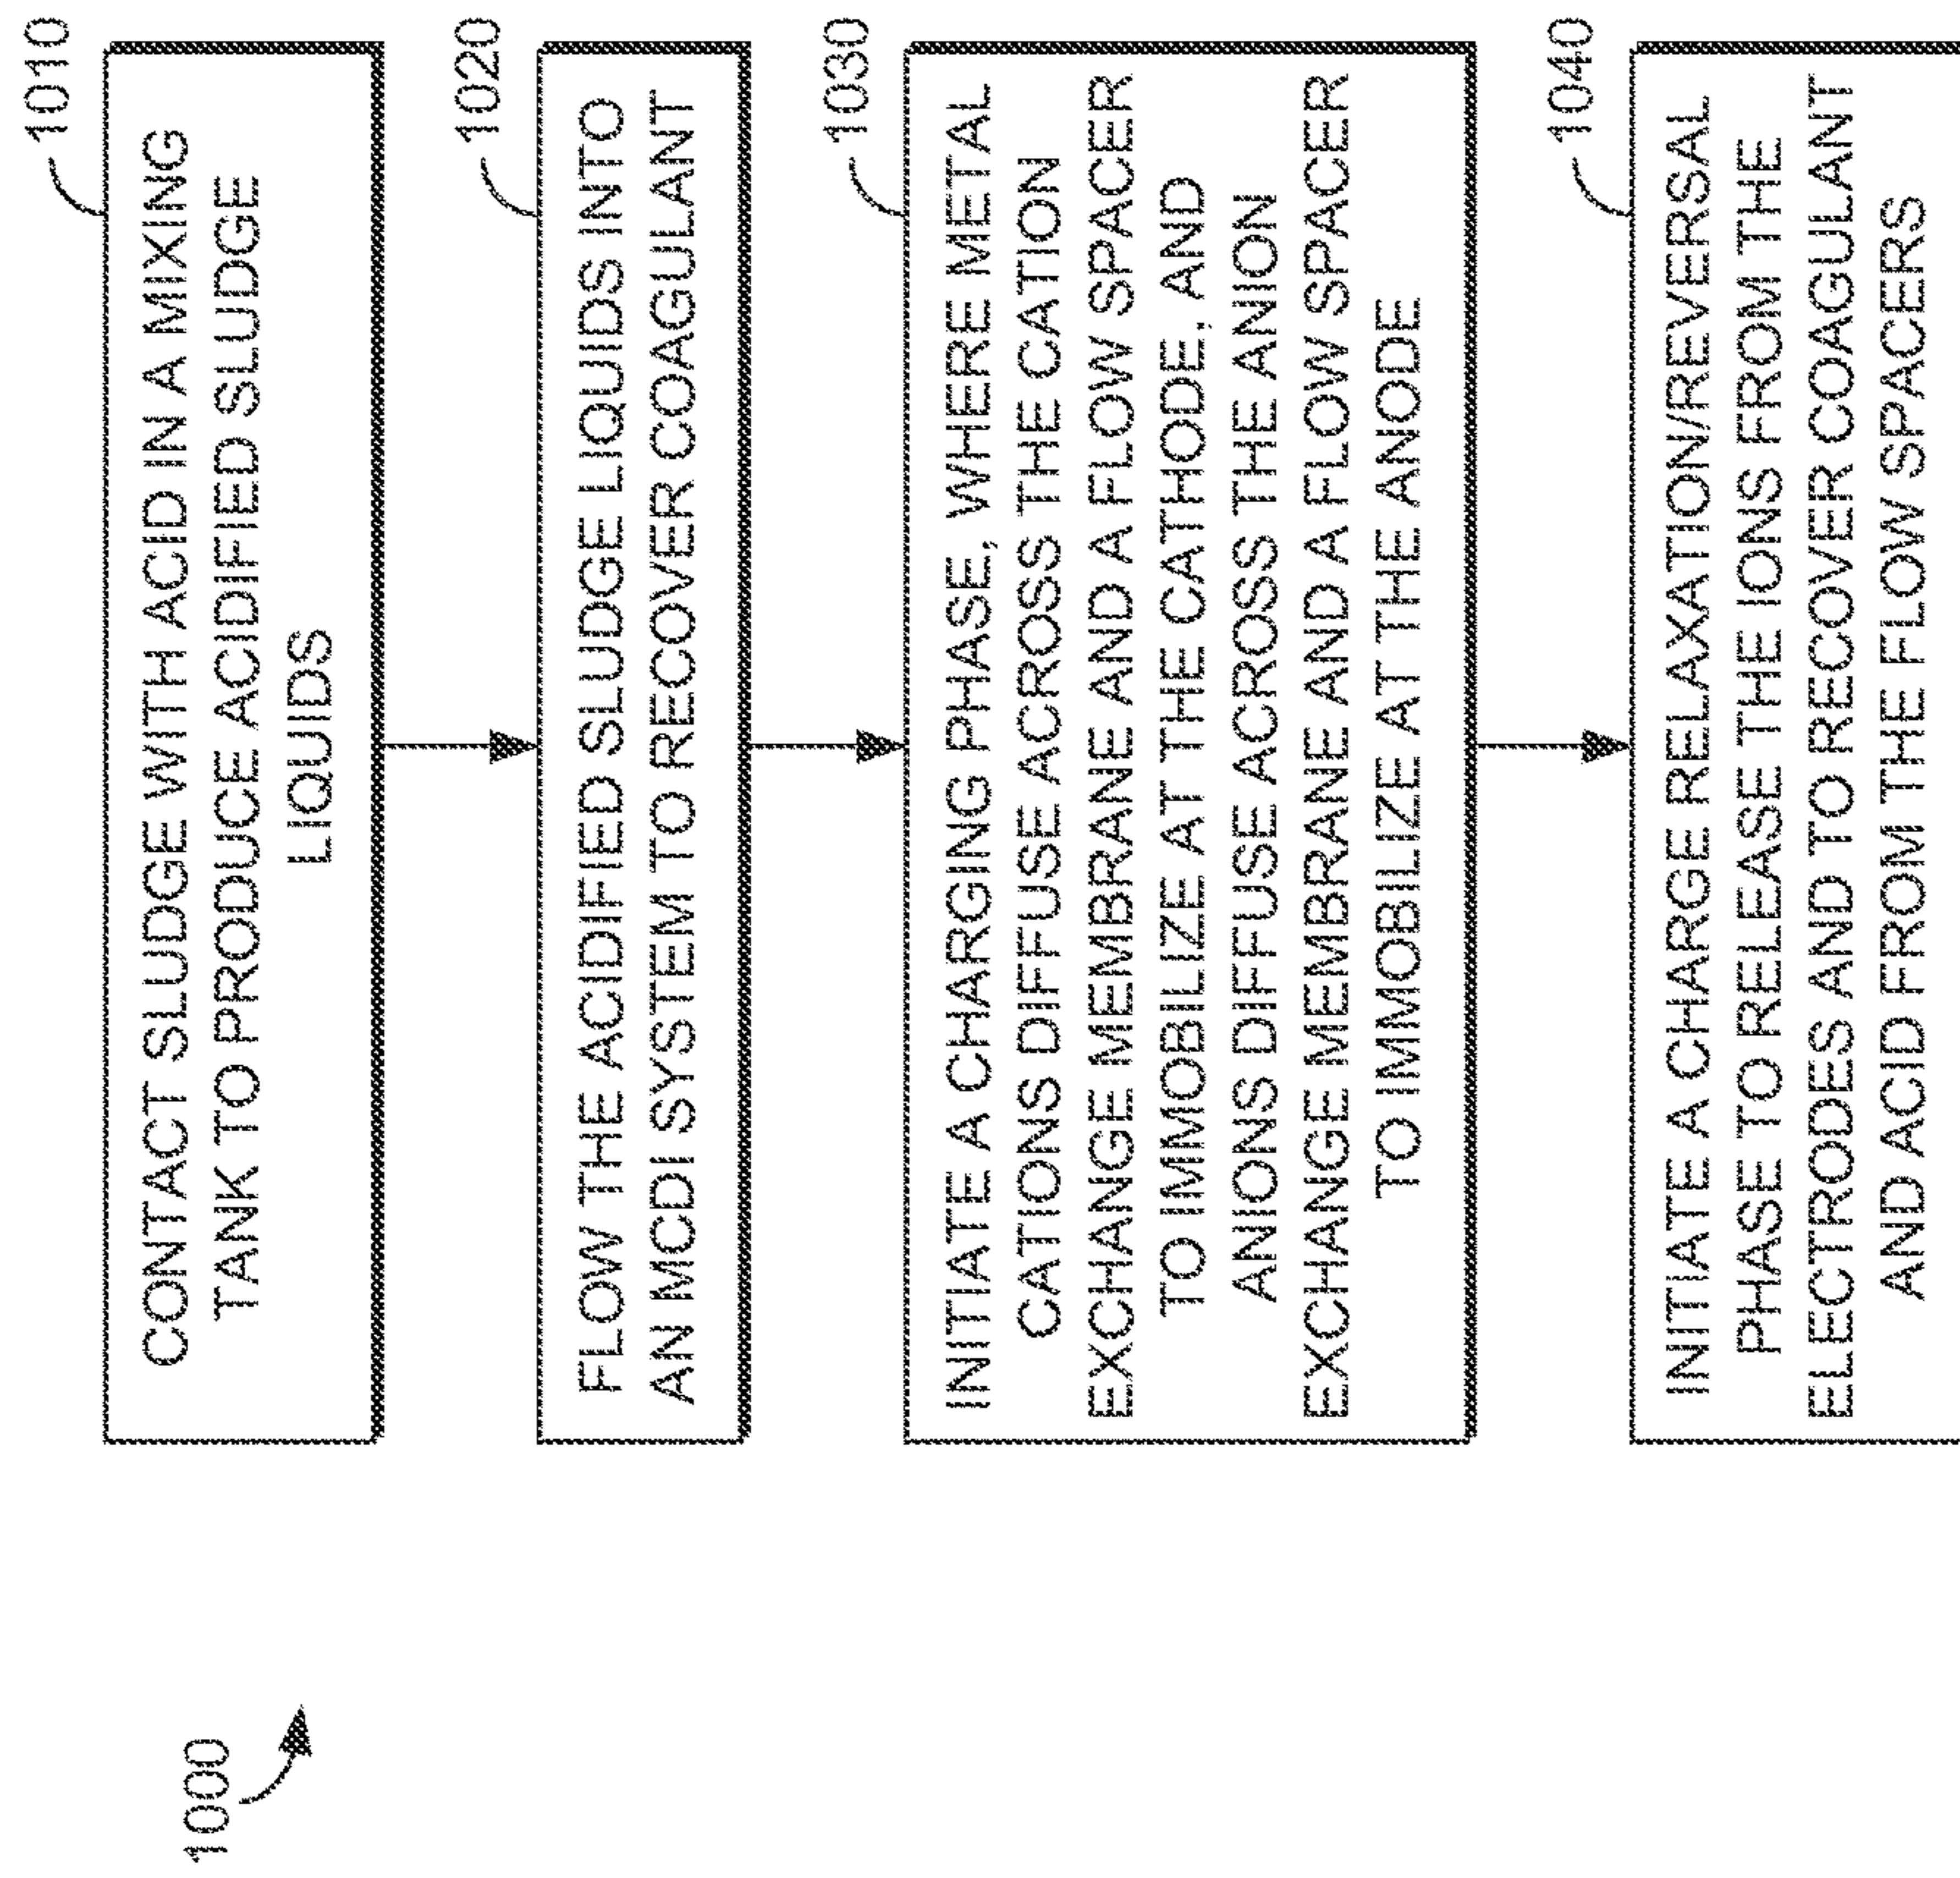 1000
1010
CONTACT SLUDGE WITH ACID IN A MIXING
TANK TO PRODUCE ACIDIFIED SLUDGE
LIQUIDS
1020
FLOW THE ACIDIFIED SLUDGE LIQUIDS INTO
AN MCDI SYSTEM TO RECOVER COAGULANT
1030
INITIATE A CHARGING PHASE, WHERE METAL
CATIONS DIFFUSE ACROSS THE CATION
EXCHANGE MEMBRANE AND A FLOW SPACER
TO IMMOBILIZE AT THE CATHODE, AND
ANIONS DIFFUSE ACROSS THE ANION
EXCHANGE MEMBRANE AND A FLOW SPACER
TO IMMOBILIZE AT THE ANODE
1040
INITIATE A CHARGE RELAXATION/REVERSAL
PHASE TO RELEASE THE IONS FROM THE
ELECTRODES AND TO RECOVER COAGULANT
AND ACID FROM THE FLOW SPACERS